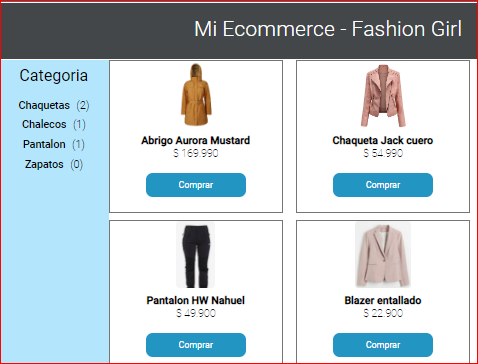 Mi Ecommerce - Fashion Girl
Categoria
Chaquetas (2)
Chalecos (1)
Pantalon (1)
Zapatos (0)
Abrigo Aurora Mustard
$ 169.990
Comprar
Chaqueta Jack cuero
$ 54.990
Comprar
Pantalon HW Nahuel
$ 49.900
Comprar
Blazer entallado
$ 22.900
Comprar